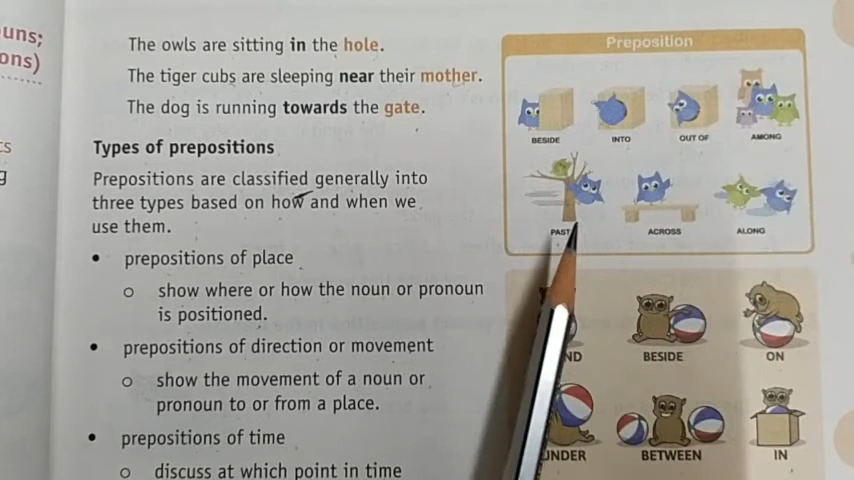 uns;
ons)
The owls are sitting in the hole.
The tiger cubs are sleeping near their mother.
The dog is running towards the gate.
Types of prepositions
Prepositions are classified generally into
three types based on how and when we
use them.
• prepositions of place
o show where or how the noun or pronoun
is positioned.
• prepositions of direction or movement
o show the movement of a noun or
pronoun to or from a place.
• prepositions of time
o discuss at which point in time
Preposition
BESIDE INTO OUT OF AMONG
PAST ACROSS ALONG
ND BESIDE ON
UNDER BETWEEN IN